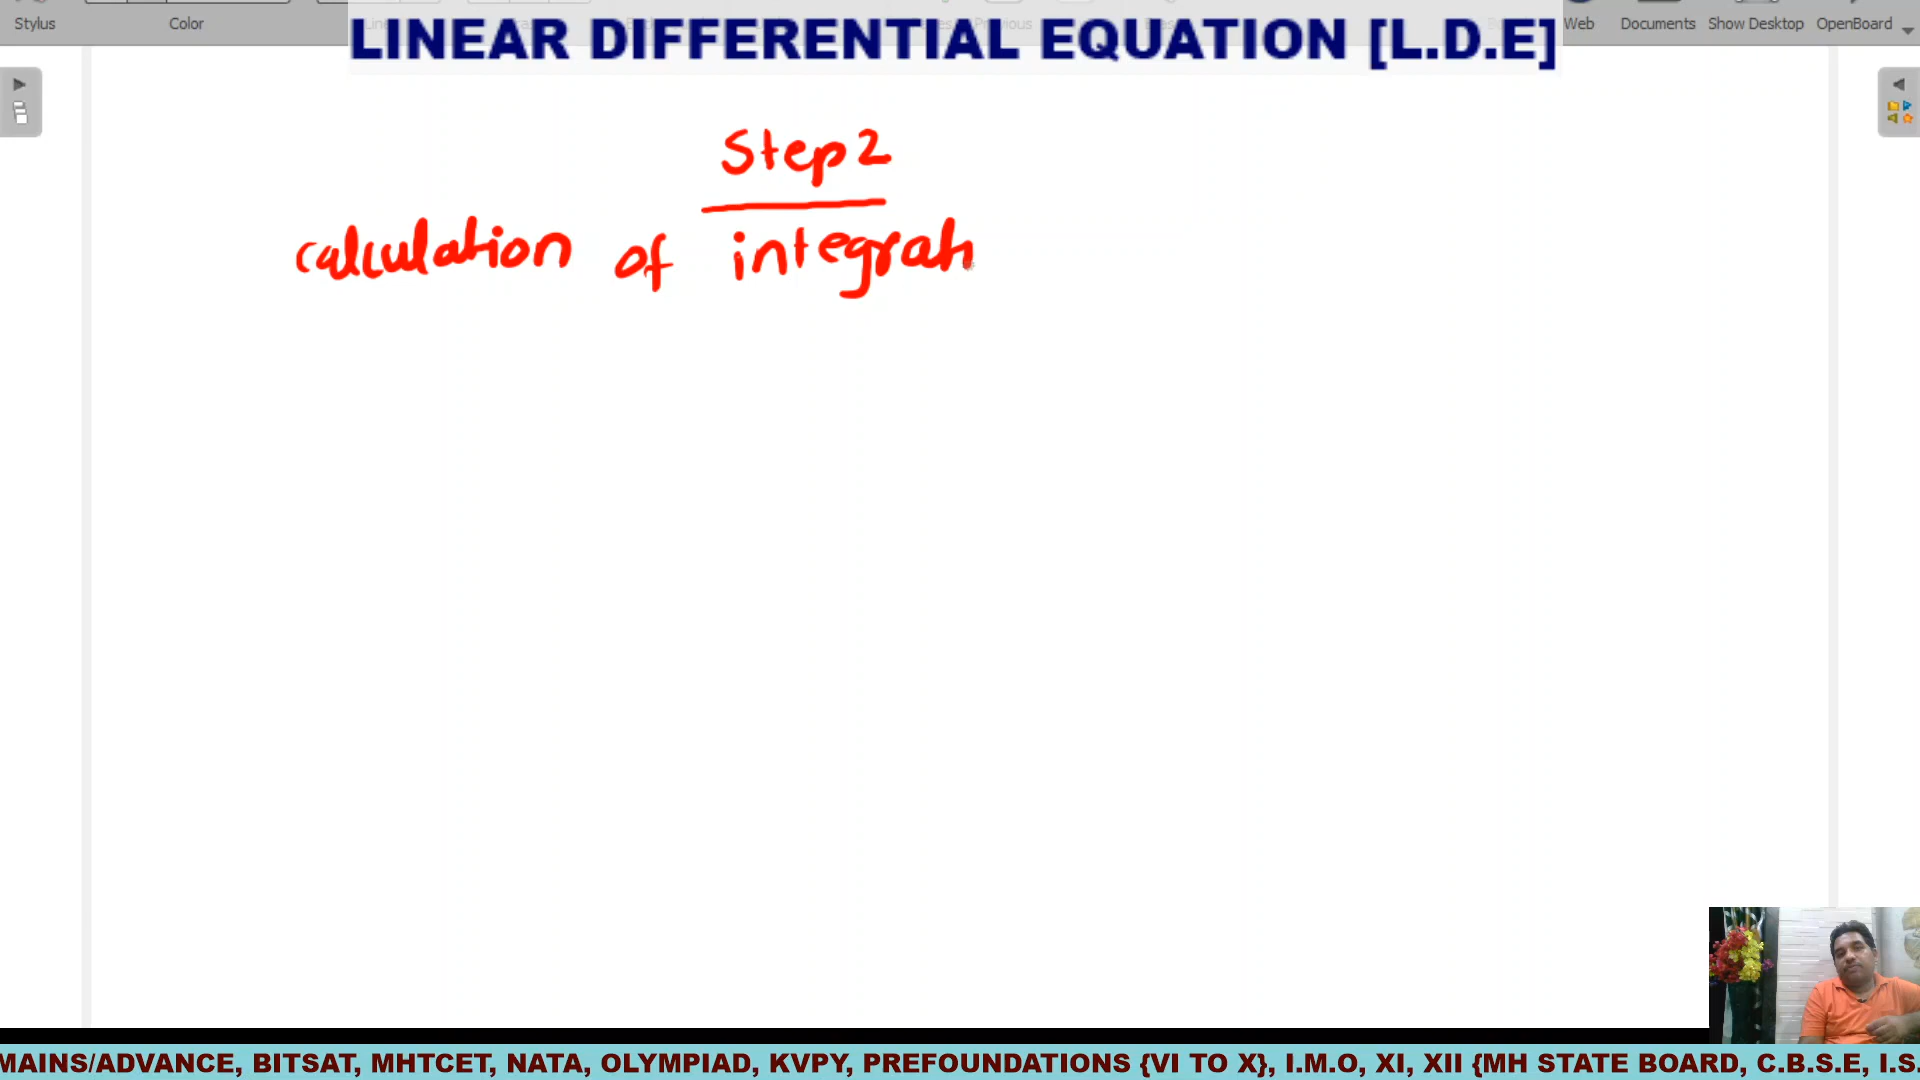 Stylus Color Web Documents Show Desktop OpenBoard
LINEAR DIFFERENTIAL EQUATION [L.D.E]
Step 2
calculation of integrati
MAINS/ADVANCE, BITSAT, MHTCET, NATA, OLYMPIAD, KVPY, PREFOUNDATIONS {VI TO X}, I.M.O, XI, XII {MH STATE BOARD, C.B.S.E, I.S.